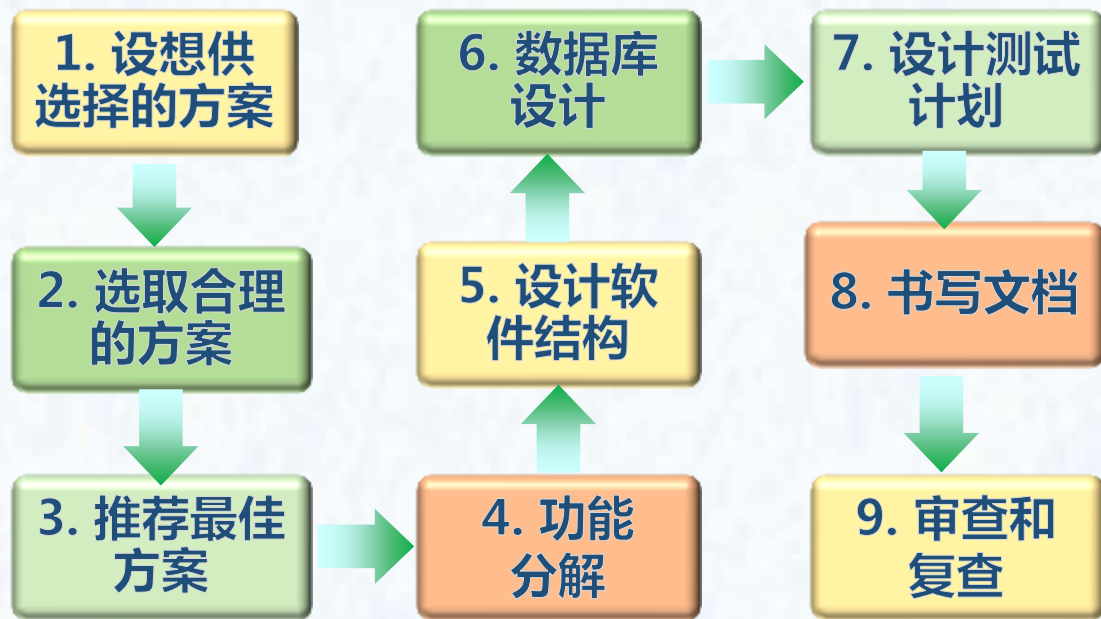 1. 设想供
选择的方案
2. 选取合理
的方案
3. 推荐最佳
方案
4. 功能
分解
5. 设计软
件结构
6. 数据库
设计
7. 设计测试
计划
8. 书写文档
9. 审查和
复查